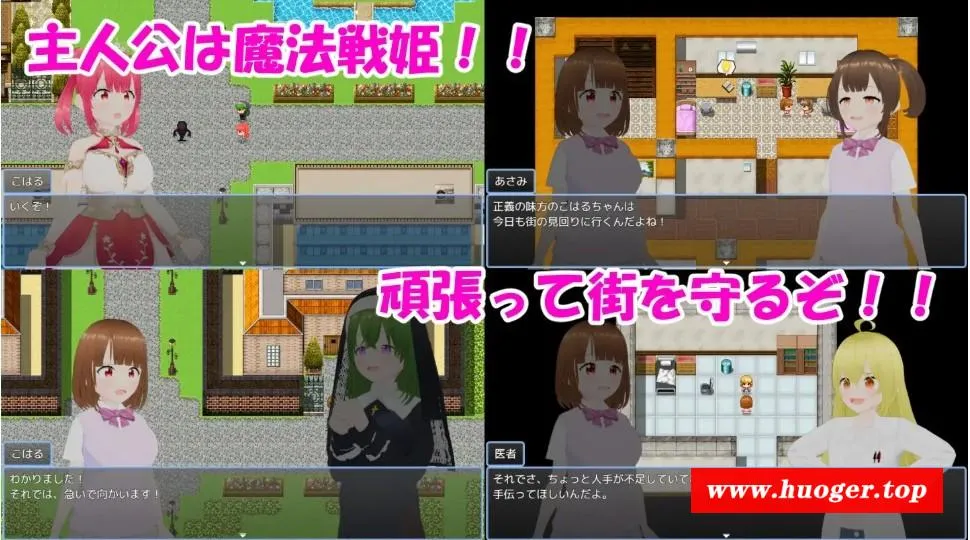 主人公は魔法戦姫！！
こはる
いくぞ！
あさみ
正義の味方のこはるちゃんは
今日も街の見回りに行くんだよね！
頑張って街を守るぞ！！
こはる
わかりました！
それでは、急いで向かいます！
医者
それでさ、ちょっと人手が不足していて、
手伝ってほしいんだよ。
www.huoger.top